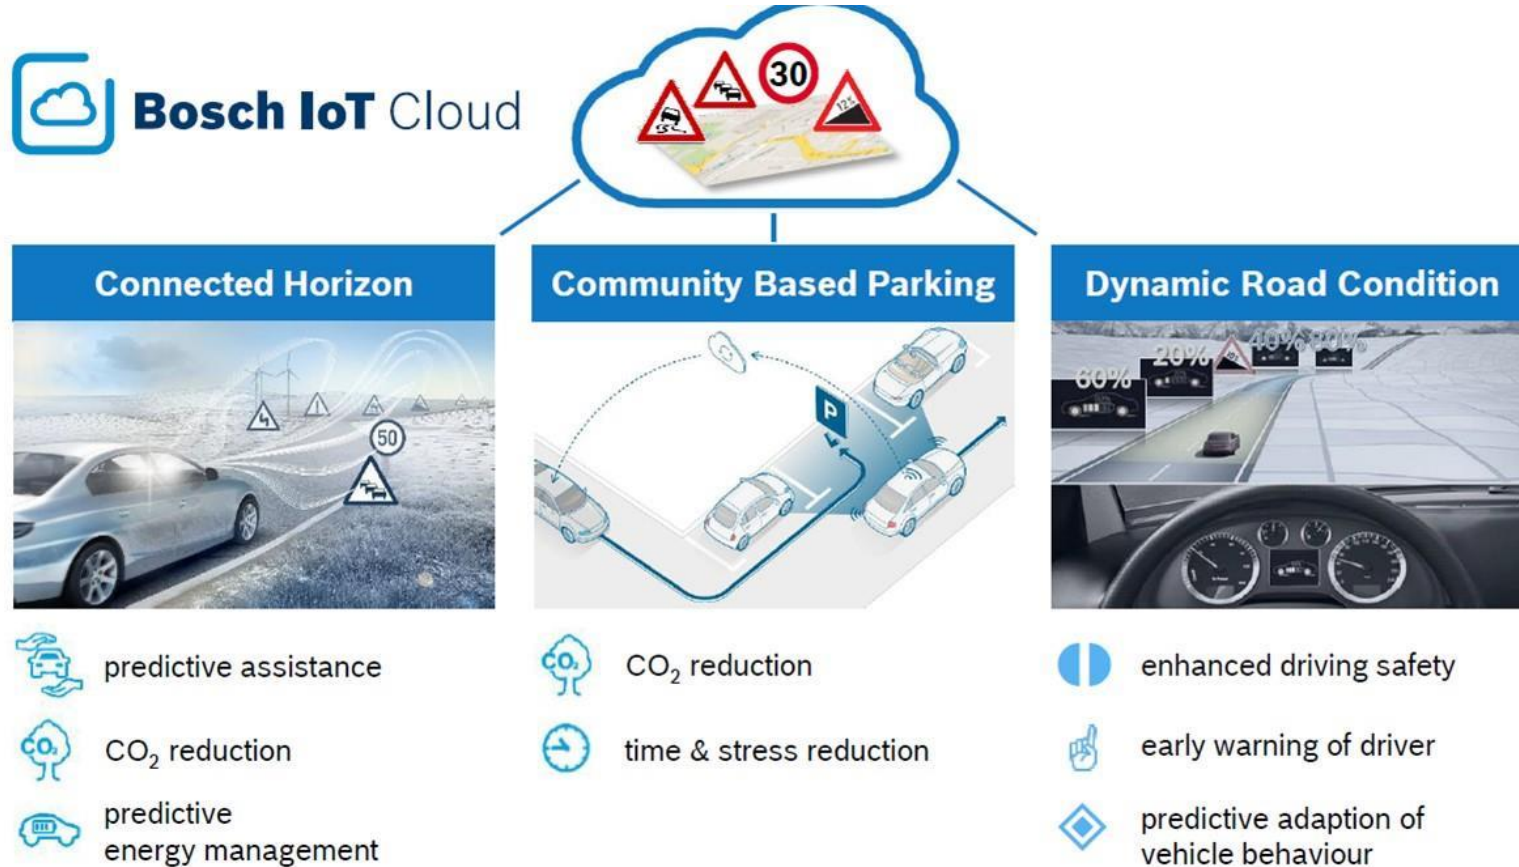 Bosch IoT Cloud
30
12%
Connected Horizon
Community Based Parking
Dynamic Road Condition
50
P
60%
20%
40%
predictive assistance
CO₂ reduction
predictive
energy management
CO₂ reduction
time & stress reduction
enhanced driving safety
early warning of driver
predictive adaption of
vehicle behaviour